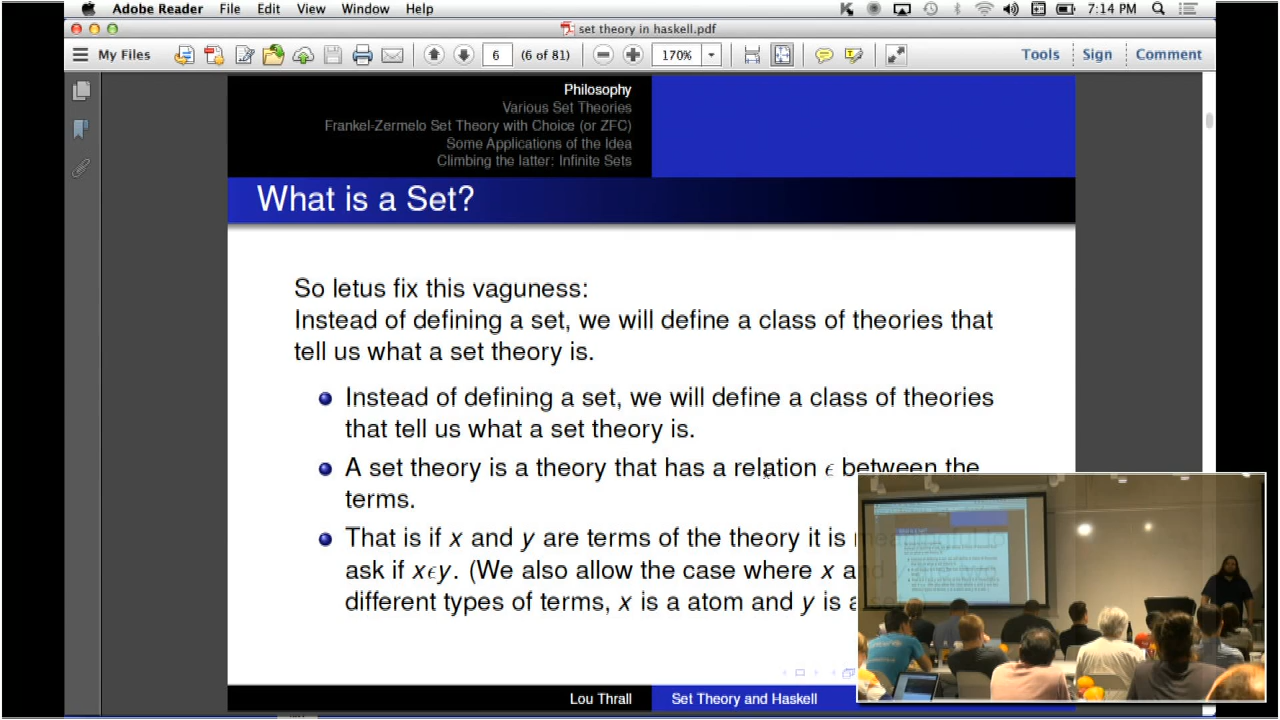 Adobe Reader File Edit View Window Help 7:14 PM
set theory in haskell.pdf
My Files 6 (6 of 81) 170% Tools Sign Comment
Philosophy
Various Set Theories
Frankel-Zermelo Set Theory with Choice (or ZFC)
Some Applications of the Idea
Climbing the latter: Infinite Sets
What is a Set?
So letus fix this vaguness:
Instead of defining a set, we will define a class of theories that
tell us what a set theory is.
Instead of defining a set, we will define a class of theories
that tell us what a set theory is.
A set theory is a theory that has a relation ϵ between the
terms.
That is if x and y are terms of the theory it is meaningful to
ask if xϵy. (We also allow the case where x and
different types of terms, x is a atom and y is a
Lou Thrall Set Theory and Haskell